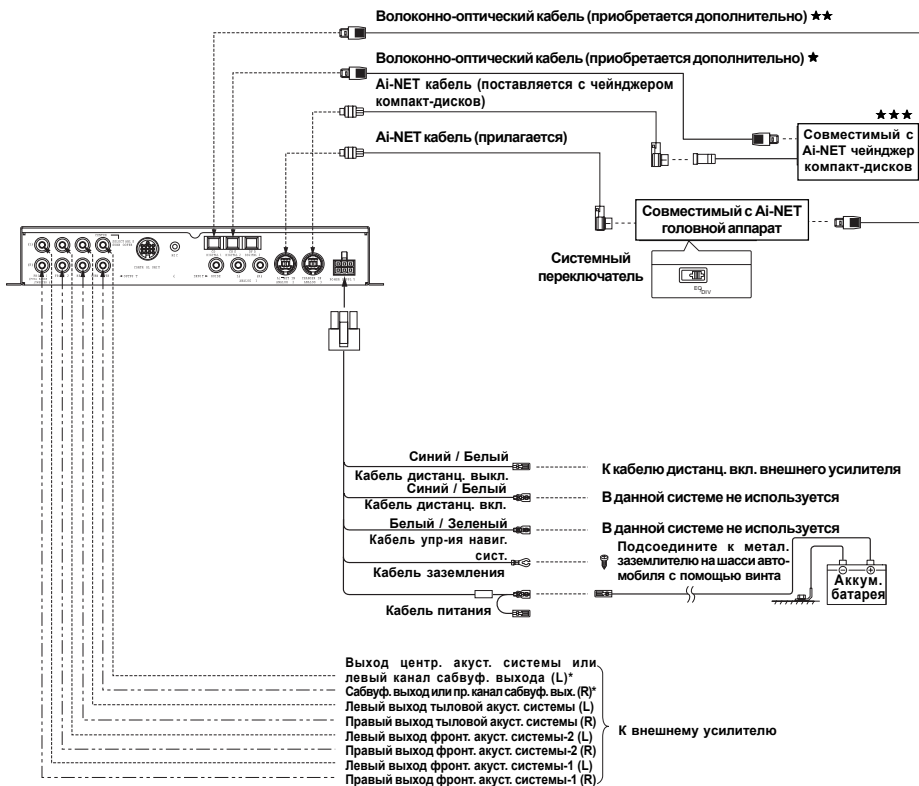 Волоконно-оптический кабель (приобретается дополнительно) ★★
Волоконно-оптический кабель (приобретается дополнительно) ★
Ai-NET кабель (поставляется с чейнджером
компакт-дисков)
Ai-NET кабель (прилагается)
★★★
Совместимый с
Ai-NET чейнджер
компакт-дисков
Совместимый с Ai-NET
головной аппарат
Системный
переключатель
EQ
DIV
Синий / Белый
Кабель дистанц. выкл.
К кабелю дистанц. вкл. внешнего усилителя
Синий / Белый
Кабель дистанц. вкл.
В данной системе не используется
Белый / Зеленый
Кабель упр-ия навиг.
сист.
В данной системе не используется
Кабель заземления
Подсоедините к метал.
заземлителю на шасси авто-
мобиля с помощью винта
Кабель питания
Аккум.
батарея
Выход центр. акуст. системы или
левый канал сабвуф. выхода (L)*
Сабвуф. выход или пр. канал сабвуф. вых. (R)*
Левый выход тыловой акуст. системы (L)
Правый выход тыловой акуст. системы (R)
Левый выход фронт. акуст. системы-2 (L)
Правый выход фронт. акуст. системы-2 (R)
Левый выход фронт. акуст. системы-1 (L)
Правый выход фронт. акуст. системы-1 (R)
К внешнему усилителю